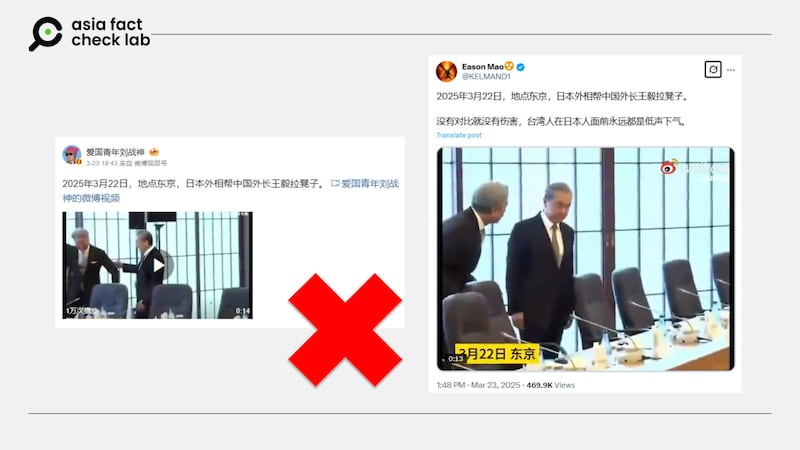 asia fact
check lab
爱国青年刘战神
3-23 19:43 来自 微博视频号
2025年3月22日，地点东京，日本外相帮中国外长王毅拉凳子。 爱国青年刘战
神的微博视频
0:14
Eason Mao
@KELMAND1
2025年3月22日，地点东京，日本外相帮中国外长王毅拉凳子。
没有对比就没有伤害，台湾人在日本人面前永远都是低声下气。
Translate post
3月22日 东京
0:13
1:48 PM · Mar 23, 2025 · 469.9K Views